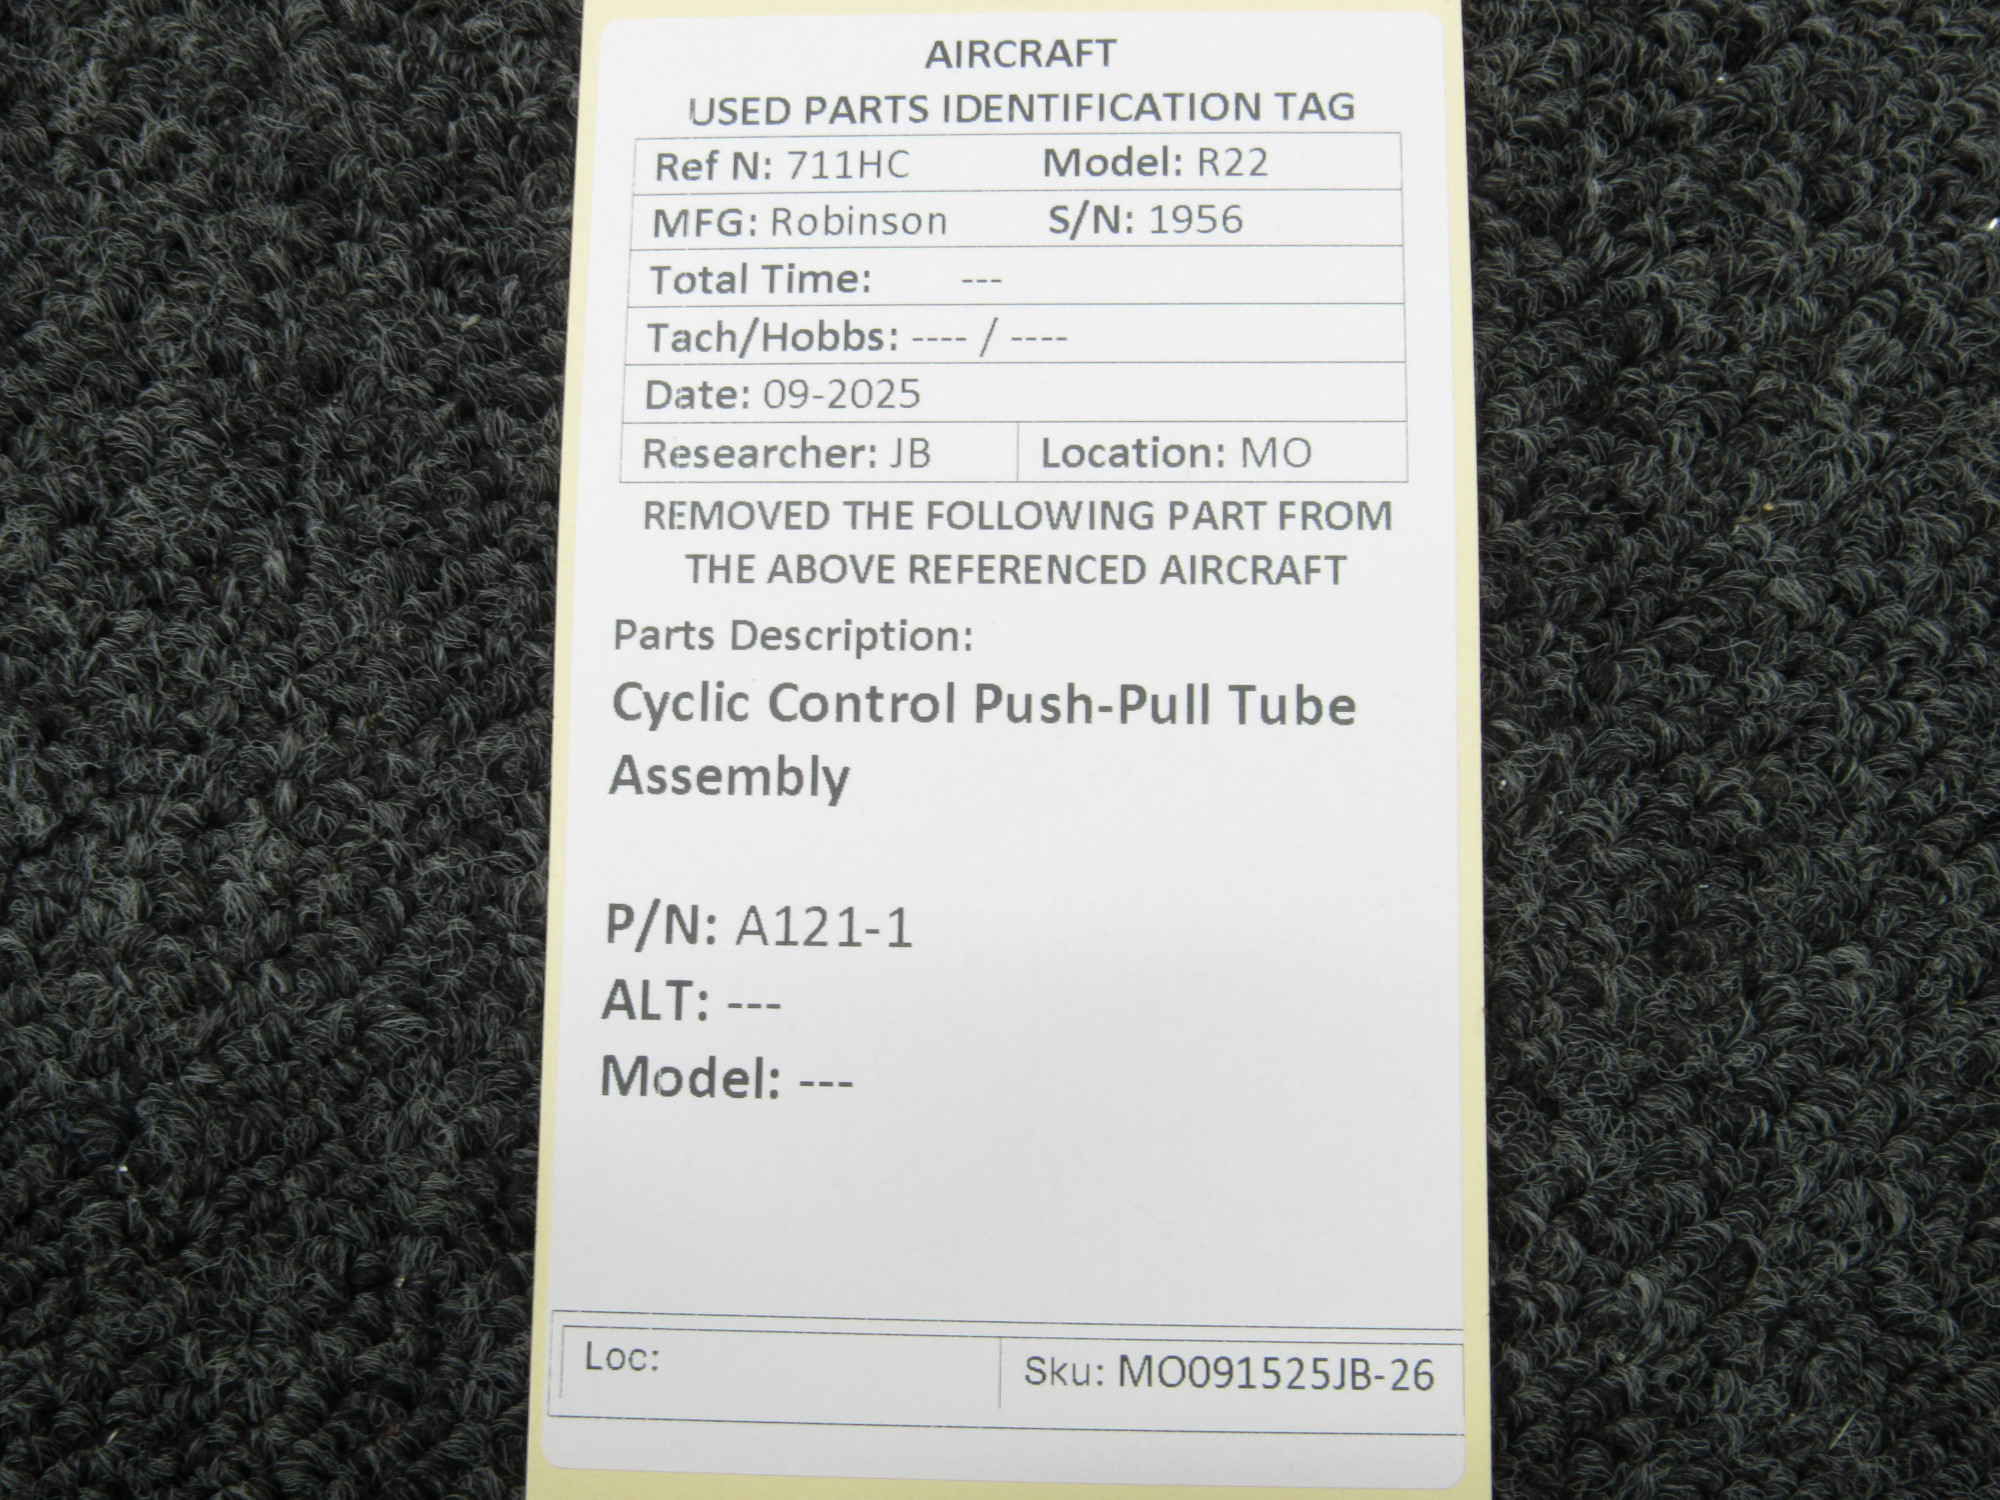 AIRCRAFT
USED PARTS IDENTIFICATION TAG
Ref N: 711HC Model: R22
MFG: Robinson S/N: 1956
Total Time: ---
Tach/Hobbs: ---- / ----
Date: 09-2025
Researcher: JB Location: MO
REMOVED THE FOLLOWING PART FROM
THE ABOVE REFERENCED AIRCRAFT
Parts Description:
Cyclic Control Push-Pull Tube
Assembly
P/N: A121-1
ALT: ---
Model: ---
Loc: Sku: MO091525JB-26